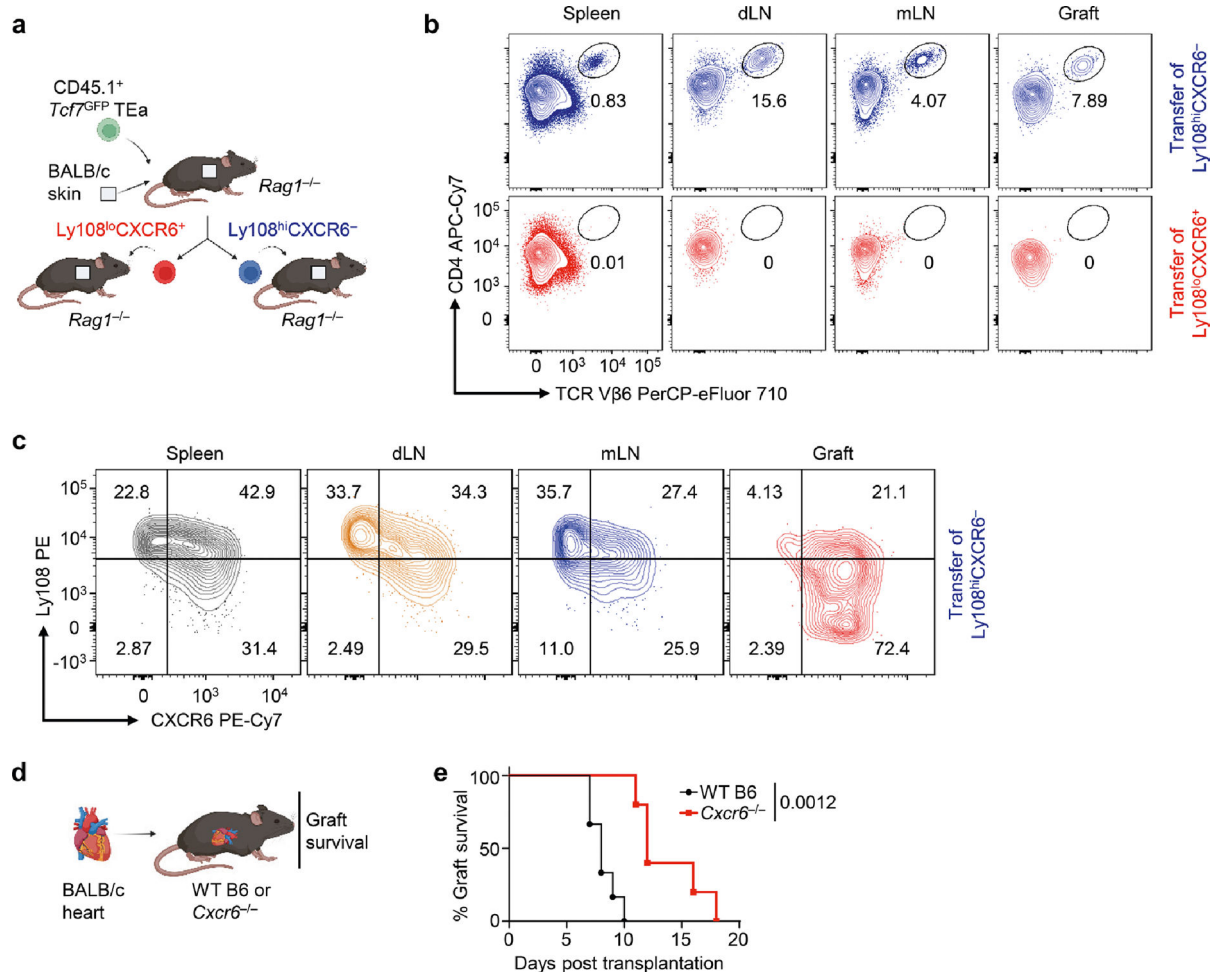 a
CD45.1⁺
Tcf7ᴳᶠᴾ TEa
BALB/c
skin
Rag1⁻/⁻
Ly108ˡᵒCXCR6⁺
Ly108ʰⁱCXCR6⁻
Rag1⁻/⁻
Rag1⁻/⁻
b
Spleen
dLN
mLN
Graft
0.83
15.6
4.07
7.89
Transfer of
Ly108ʰⁱCXCR6⁻
10⁵
10⁴
10³
0
0.01
0
0
0
Transfer of
Ly108ˡᵒCXCR6⁺
CD4 APC-Cy7
0 10³ 10⁴ 10⁵
TCR Vβ6 PerCP-eFluor 710
c
Spleen
dLN
mLN
Graft
10⁵
10⁴
10³
0
-10³
Ly108 PE
22.8 42.9
2.87 31.4
33.7 34.3
2.49 29.5
35.7 27.4
11.0 25.9
4.13 21.1
2.39 72.4
Transfer of
Ly108ʰⁱCXCR6⁻
0 10³ 10⁴
CXCR6 PE-Cy7
d
BALB/c
heart
WT B6 or
Cxcr6⁻/⁻
Graft
survival
e
% Graft survival
100
50
0
WT B6
Cxcr6⁻/⁻
0.0012
0 5 10 15 20
Days post transplantation